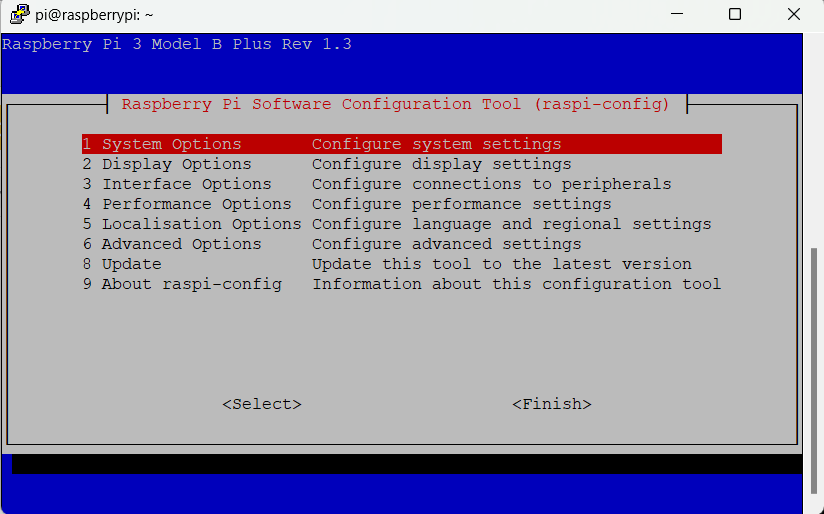 pi@raspberrypi: ~
Raspberry Pi 3 Model B Plus Rev 1.3
Raspberry Pi Software Configuration Tool (raspi-config)
1 System Options       Configure system settings
2 Display Options      Configure display settings
3 Interface Options    Configure connections to peripherals
4 Performance Options  Configure performance settings
5 Localisation Options Configure language and regional settings
6 Advanced Options     Configure advanced settings
8 Update               Update this tool to the latest version
9 About raspi-config   Information about this configuration tool
<Select>                     <Finish>